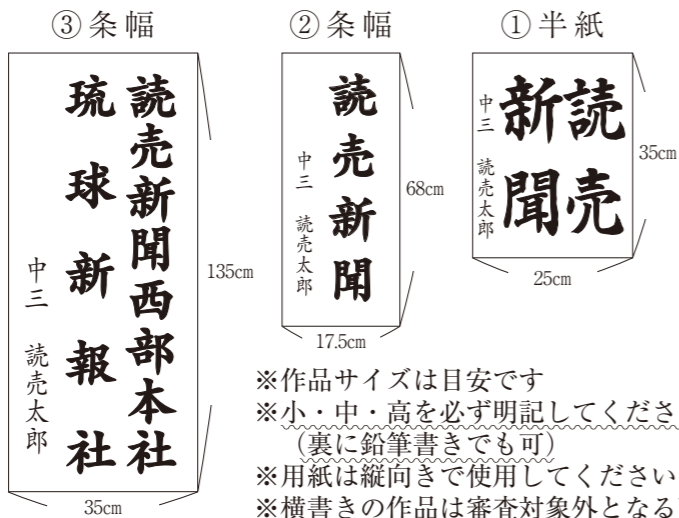 ③条幅
読売新聞西部本社
琉球新報社
中三 読売太郎
135cm
35cm
②条幅
読売新聞
中三 読売太郎
68cm
17.5cm
①半紙
読売
新聞
中三 読売太郎
35cm
25cm
※作品サイズは目安です
※小・中・高を必ず明記してくださ
（裏に鉛筆書きでも可）
※用紙は縦向きで使用してください
※横書きの作品は審査対象外となる